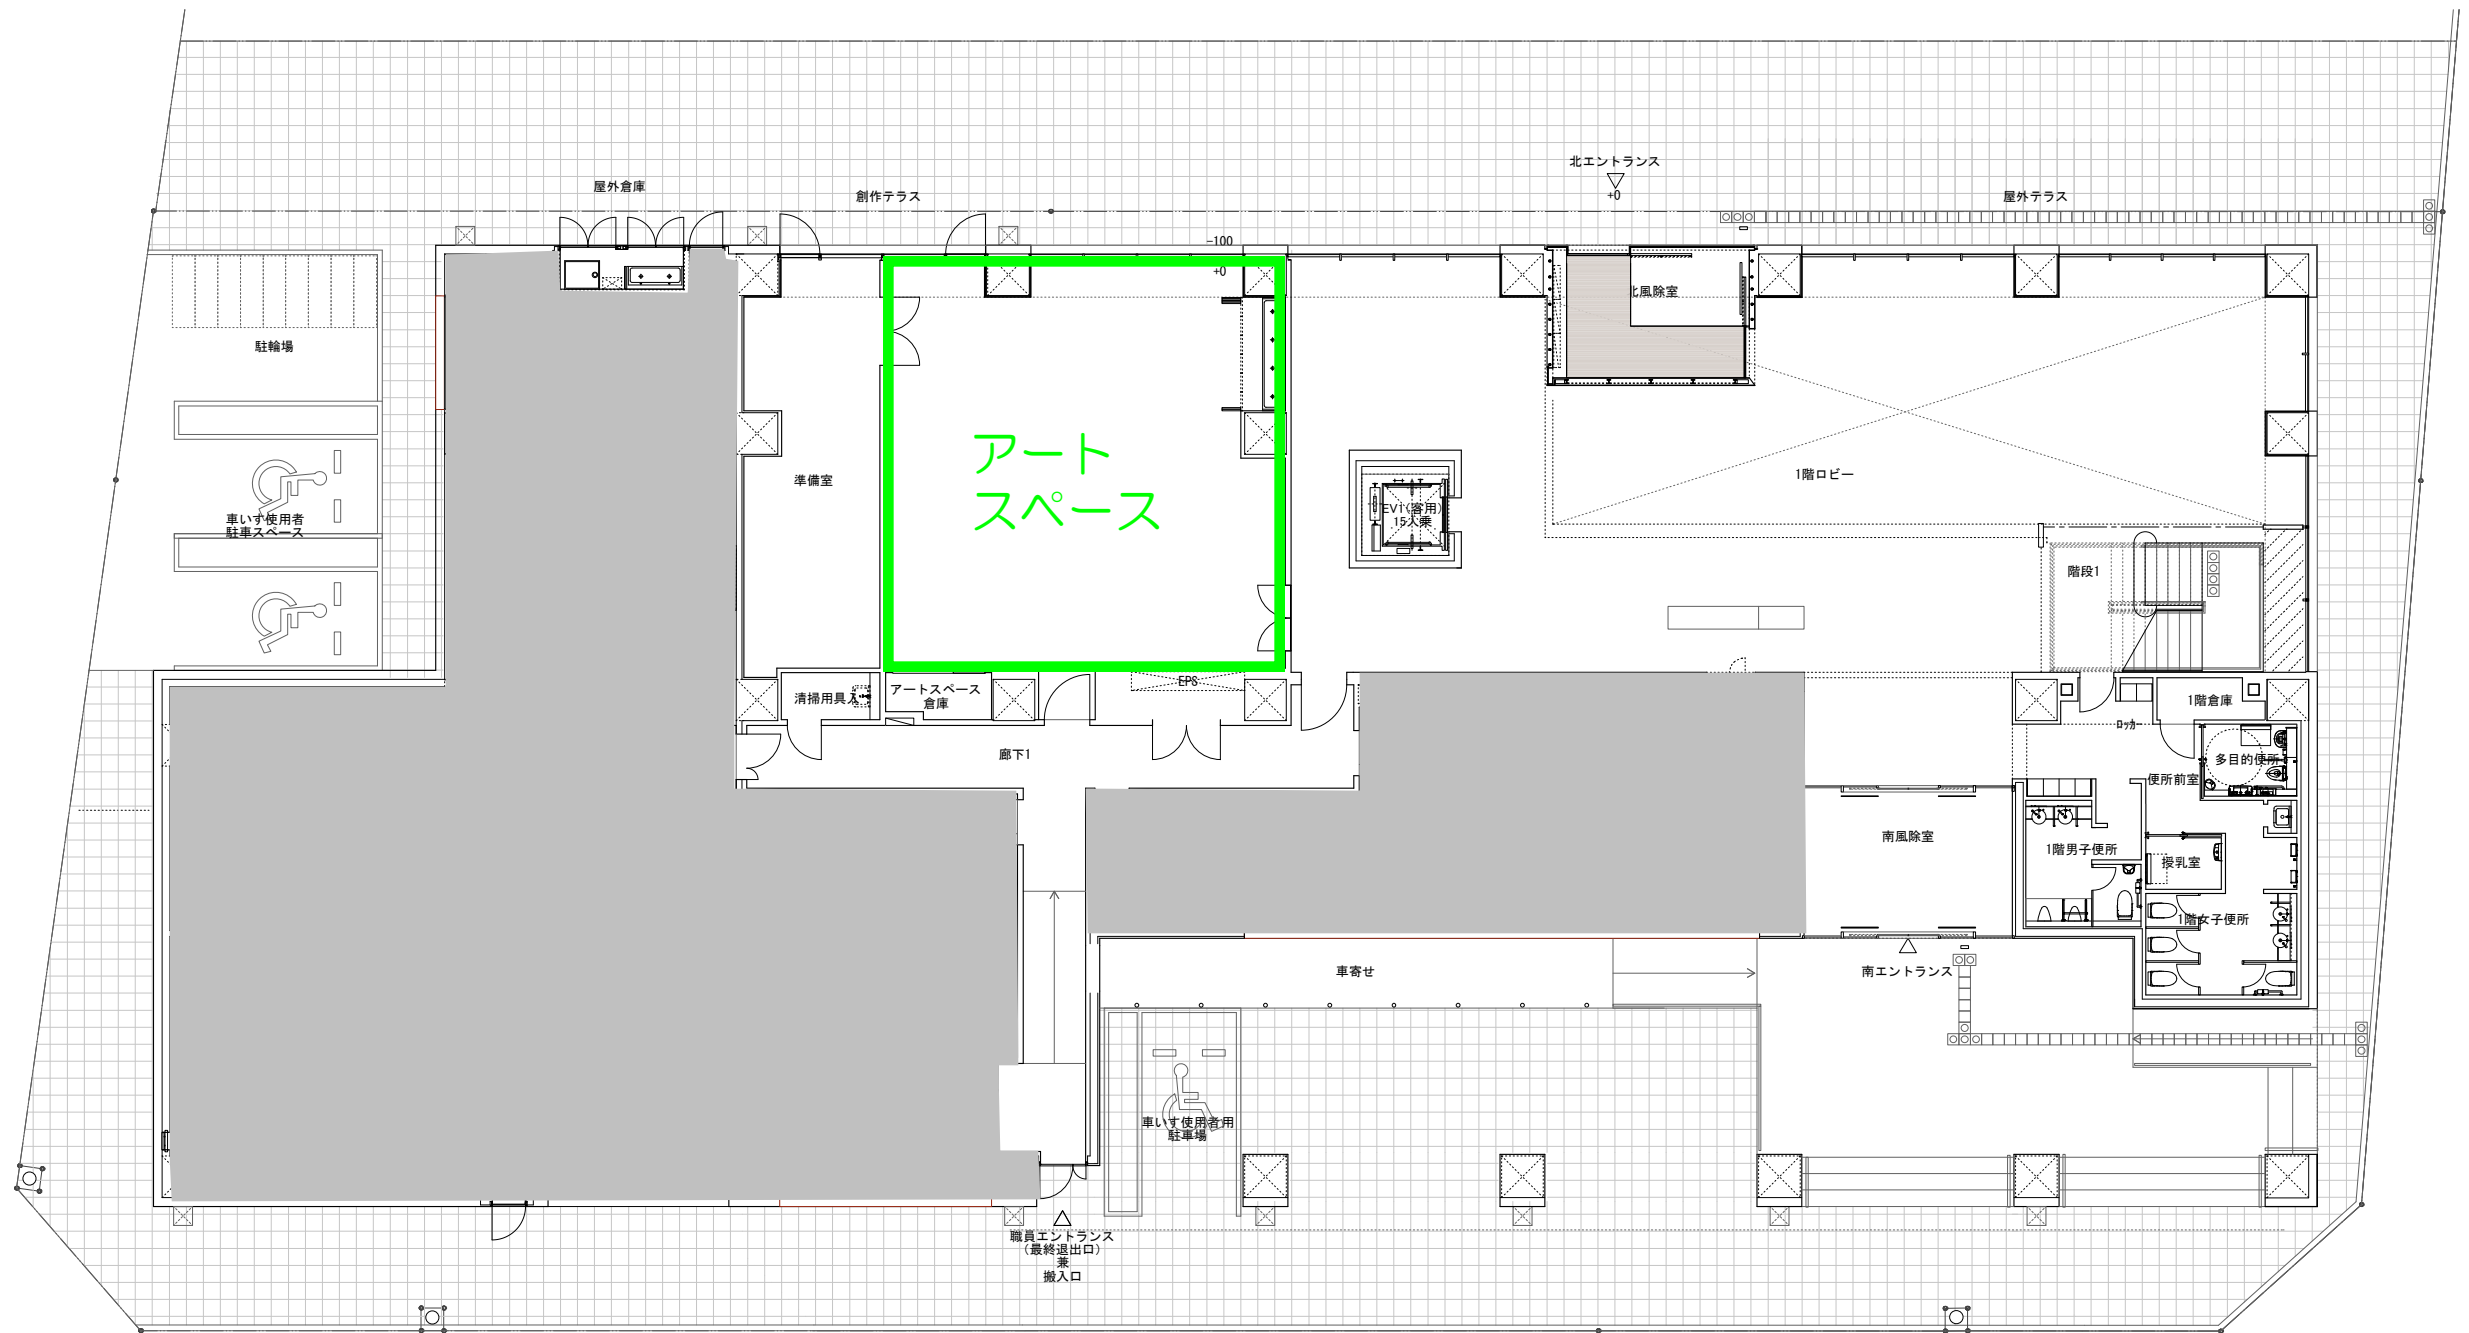 北エントランス
+0
屋外倉庫
創作テラス
屋外テラス
-100
+0
北風除室
駐輪場
アート
スペース
準備室
1階ロビー
EV1(客用)
15人乗
車いす使用者
駐車スペース
階段1
EPS
清掃用具入
アートスペース
倉庫
1階倉庫
ロッカー
廊下1
多目的便所
便所前室
南風除室
1階男子便所
授乳室
1階女子便所
車寄せ
南エントランス
車いす使用者用
駐車場
職員エントランス
(最終退出口)
兼
搬入口